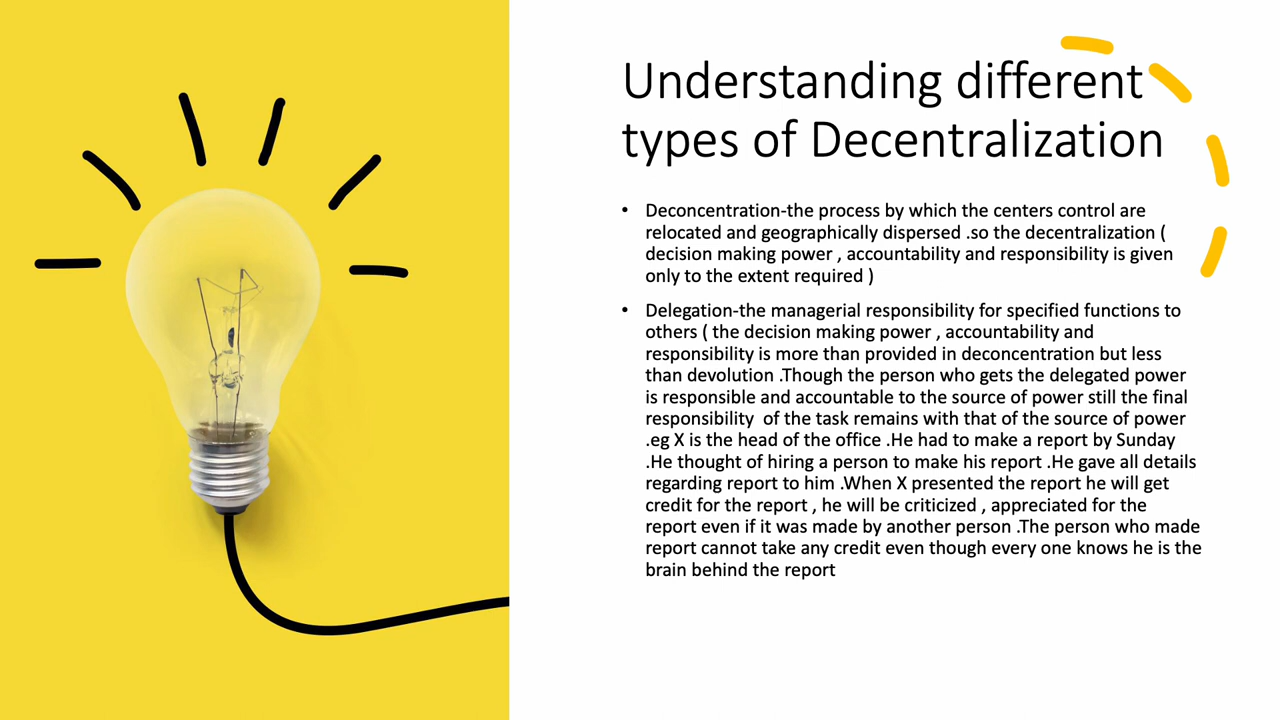 Understanding different
types of Decentralization
• Deconcentration-the process by which the centers control are
relocated and geographically dispersed .so the decentralization (
decision making power , accountability and responsibility is given
only to the extent required )
• Delegation-the managerial responsibility for specified functions to
others ( the decision making power , accountability and
responsibility is more than provided in deconcentration but less
than devolution .Though the person who gets the delegated power
is responsible and accountable to the source of power still the final
responsibility  of the task remains with that of the source of power
.eg X is the head of the office .He had to make a report by Sunday
.He thought of hiring a person to make his report .He gave all details
regarding report to him .When X presented the report he will get
credit for the report , he will be criticized , appreciated for the
report even if it was made by another person .The person who made
report cannot take any credit even though every one knows he is the
brain behind the report